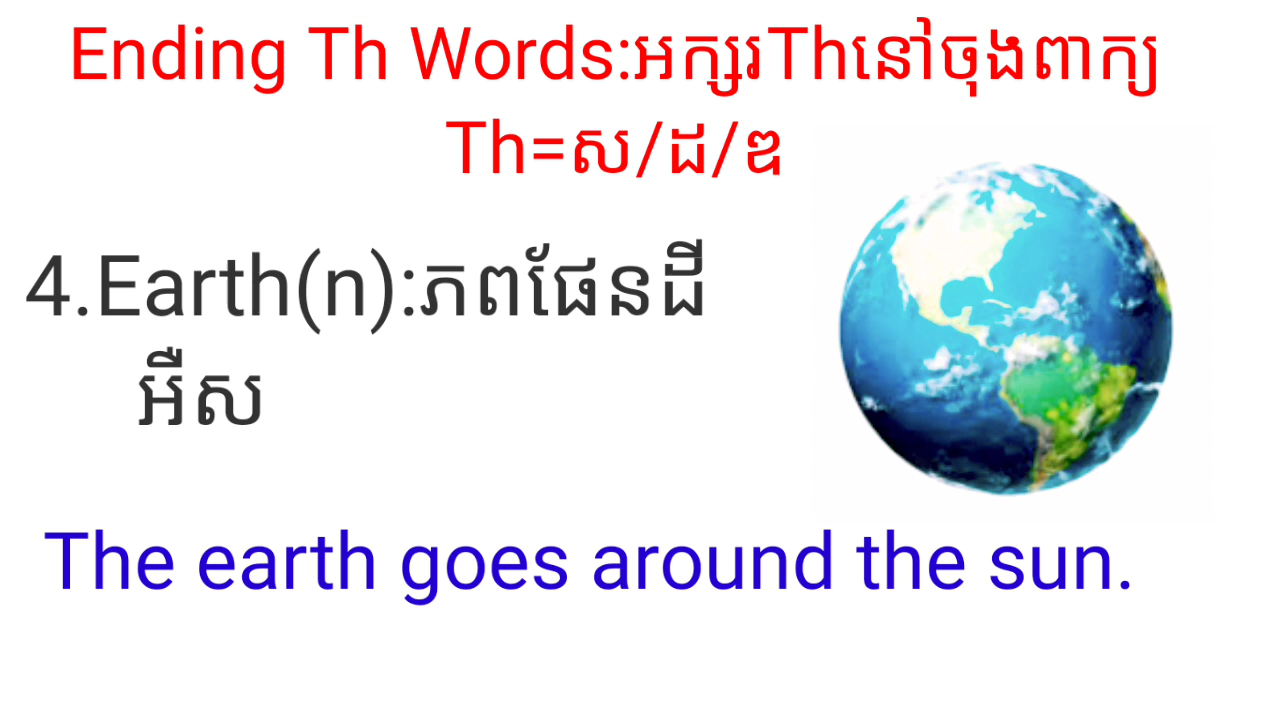 Ending Th Words:អក្សរThនៅចុងពាក្យ
Th=ស/ដ/ឌ
4.Earth(n):ភពផែនដី
អឺស
The earth goes around the sun.